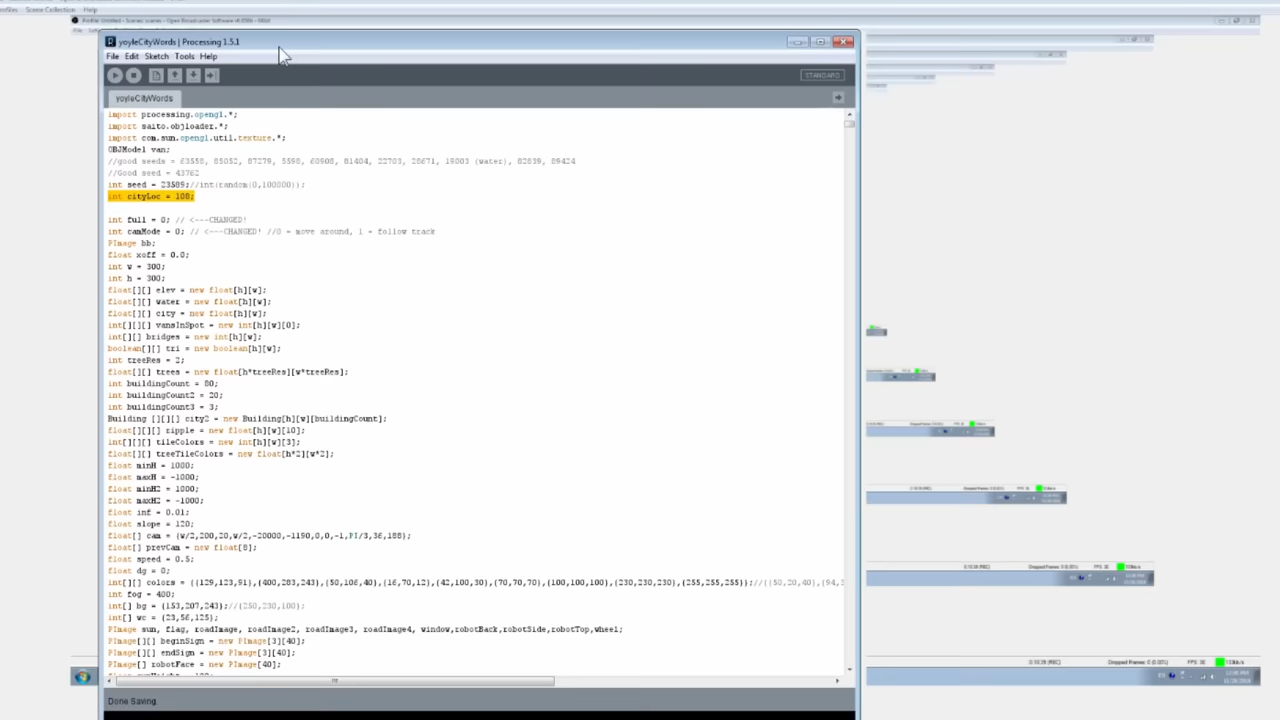 Scene Collection Help
yoyleCityWords | Processing 1.5.1
File Edit Sketch Tools Help
STANDARD
yoyleCityWords
import processing.opengl.*;
import saito.objloader.*;
import com.sun.opengl.util.texture.*;
OBJModel van;
//good seeds = 63558, 85052, 87279, 5598, 60908, 81404, 22703, 28671, 19003 (water), 82839, 89424
//Good seed = 43762
int seed = 23589;//int(random(0,100000));
int cityLoc = 108;
int full = 0; // <---CHANGED!
int camMode = 0; // <---CHANGED! //0 = move around, 1 = follow track
PImage bb;
float xoff = 0.0;
int w = 300;
int h = 300;
float[][] elev = new float[h][w];
float[][] water = new float[h][w];
float[][] city = new float[h][w];
int[][][] vansInSpot = new int[h][w][0];
int[][] bridges = new int[h][w];
boolean[][] tri = new boolean[h][w];
int treeRes = 2;
float[][] trees = new float[h*treeRes][w*treeRes];
int buildingCount = 80;
int buildingCount2 = 20;
int buildingCount3 = 3;
Building [][][] city2 = new Building[h][w][buildingCount];
float[][][] ripple = new float[h][w][10];
int[][][] tileColors = new int[h][w][3];
float[][] treeTileColors = new float[h*2][w*2];
float minH = 1000;
float maxH = -1000;
float minH2 = 1000;
float maxH2 = -1000;
float inf = 0.01;
float slope = 120;
float[] cam = {w/2,200,20,w/2,-20000,-1190,0,0,-1,PI/3,36,188};
float[] prevCam = new float[8];
float speed = 0.5;
float dg = 0;
int[][] colors = {{129,123,91},{400,283,243},{50,106,40},{16,70,12},{42,100,30},{70,70,70},{100,100,100},{230,230,230},{255,255,255}};//{{50,20,40},{94,3
int fog = 400;
int[] bg = {153,207,243};//{250,230,100};
int[] wc = {23,56,125};
PImage sun, flag, roadImage, roadImage2, roadImage3, roadImage4, window,robotBack,robotSide,robotTop,wheel;
PImage[][] beginSign = new PImage[3][40];
PImage[][] endSign = new PImage[3][40];
PImage[] robotFace = new PImage[40];
Done Saving.